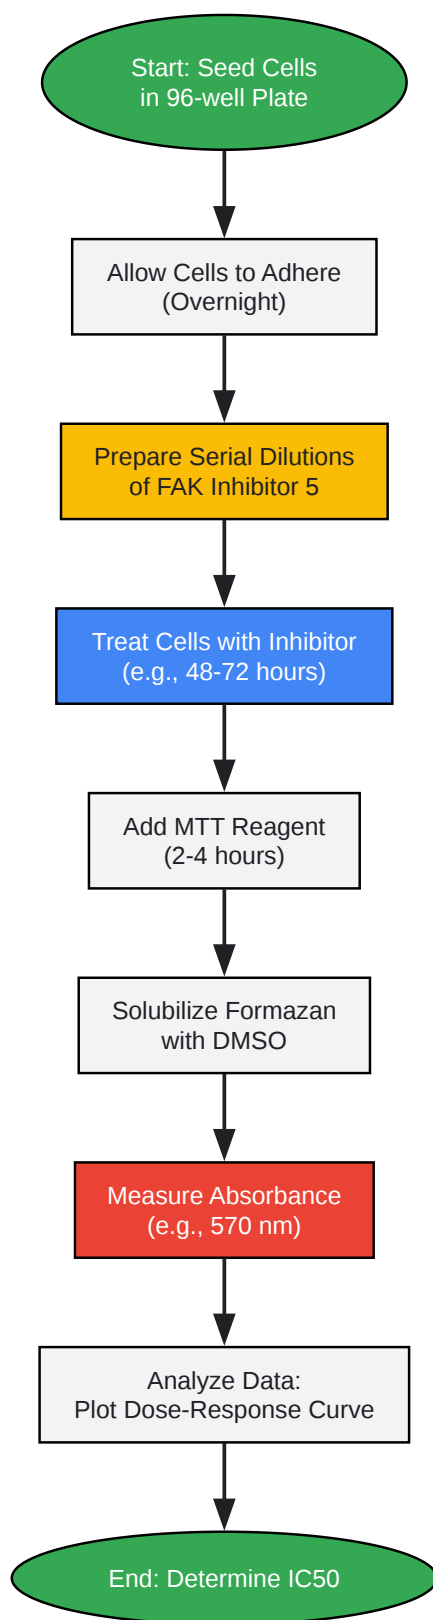 Start: Seed Cells
in 96-well Plate
Allow Cells to Adhere
(Overnight)
Prepare Serial Dilutions
of FAK Inhibitor 5
Treat Cells with Inhibitor
(e.g., 48-72 hours)
Add MTT Reagent
(2-4 hours)
Solubilize Formazan
with DMSO
Measure Absorbance
(e.g., 570 nm)
Analyze Data:
Plot Dose-Response Curve
End: Determine IC50